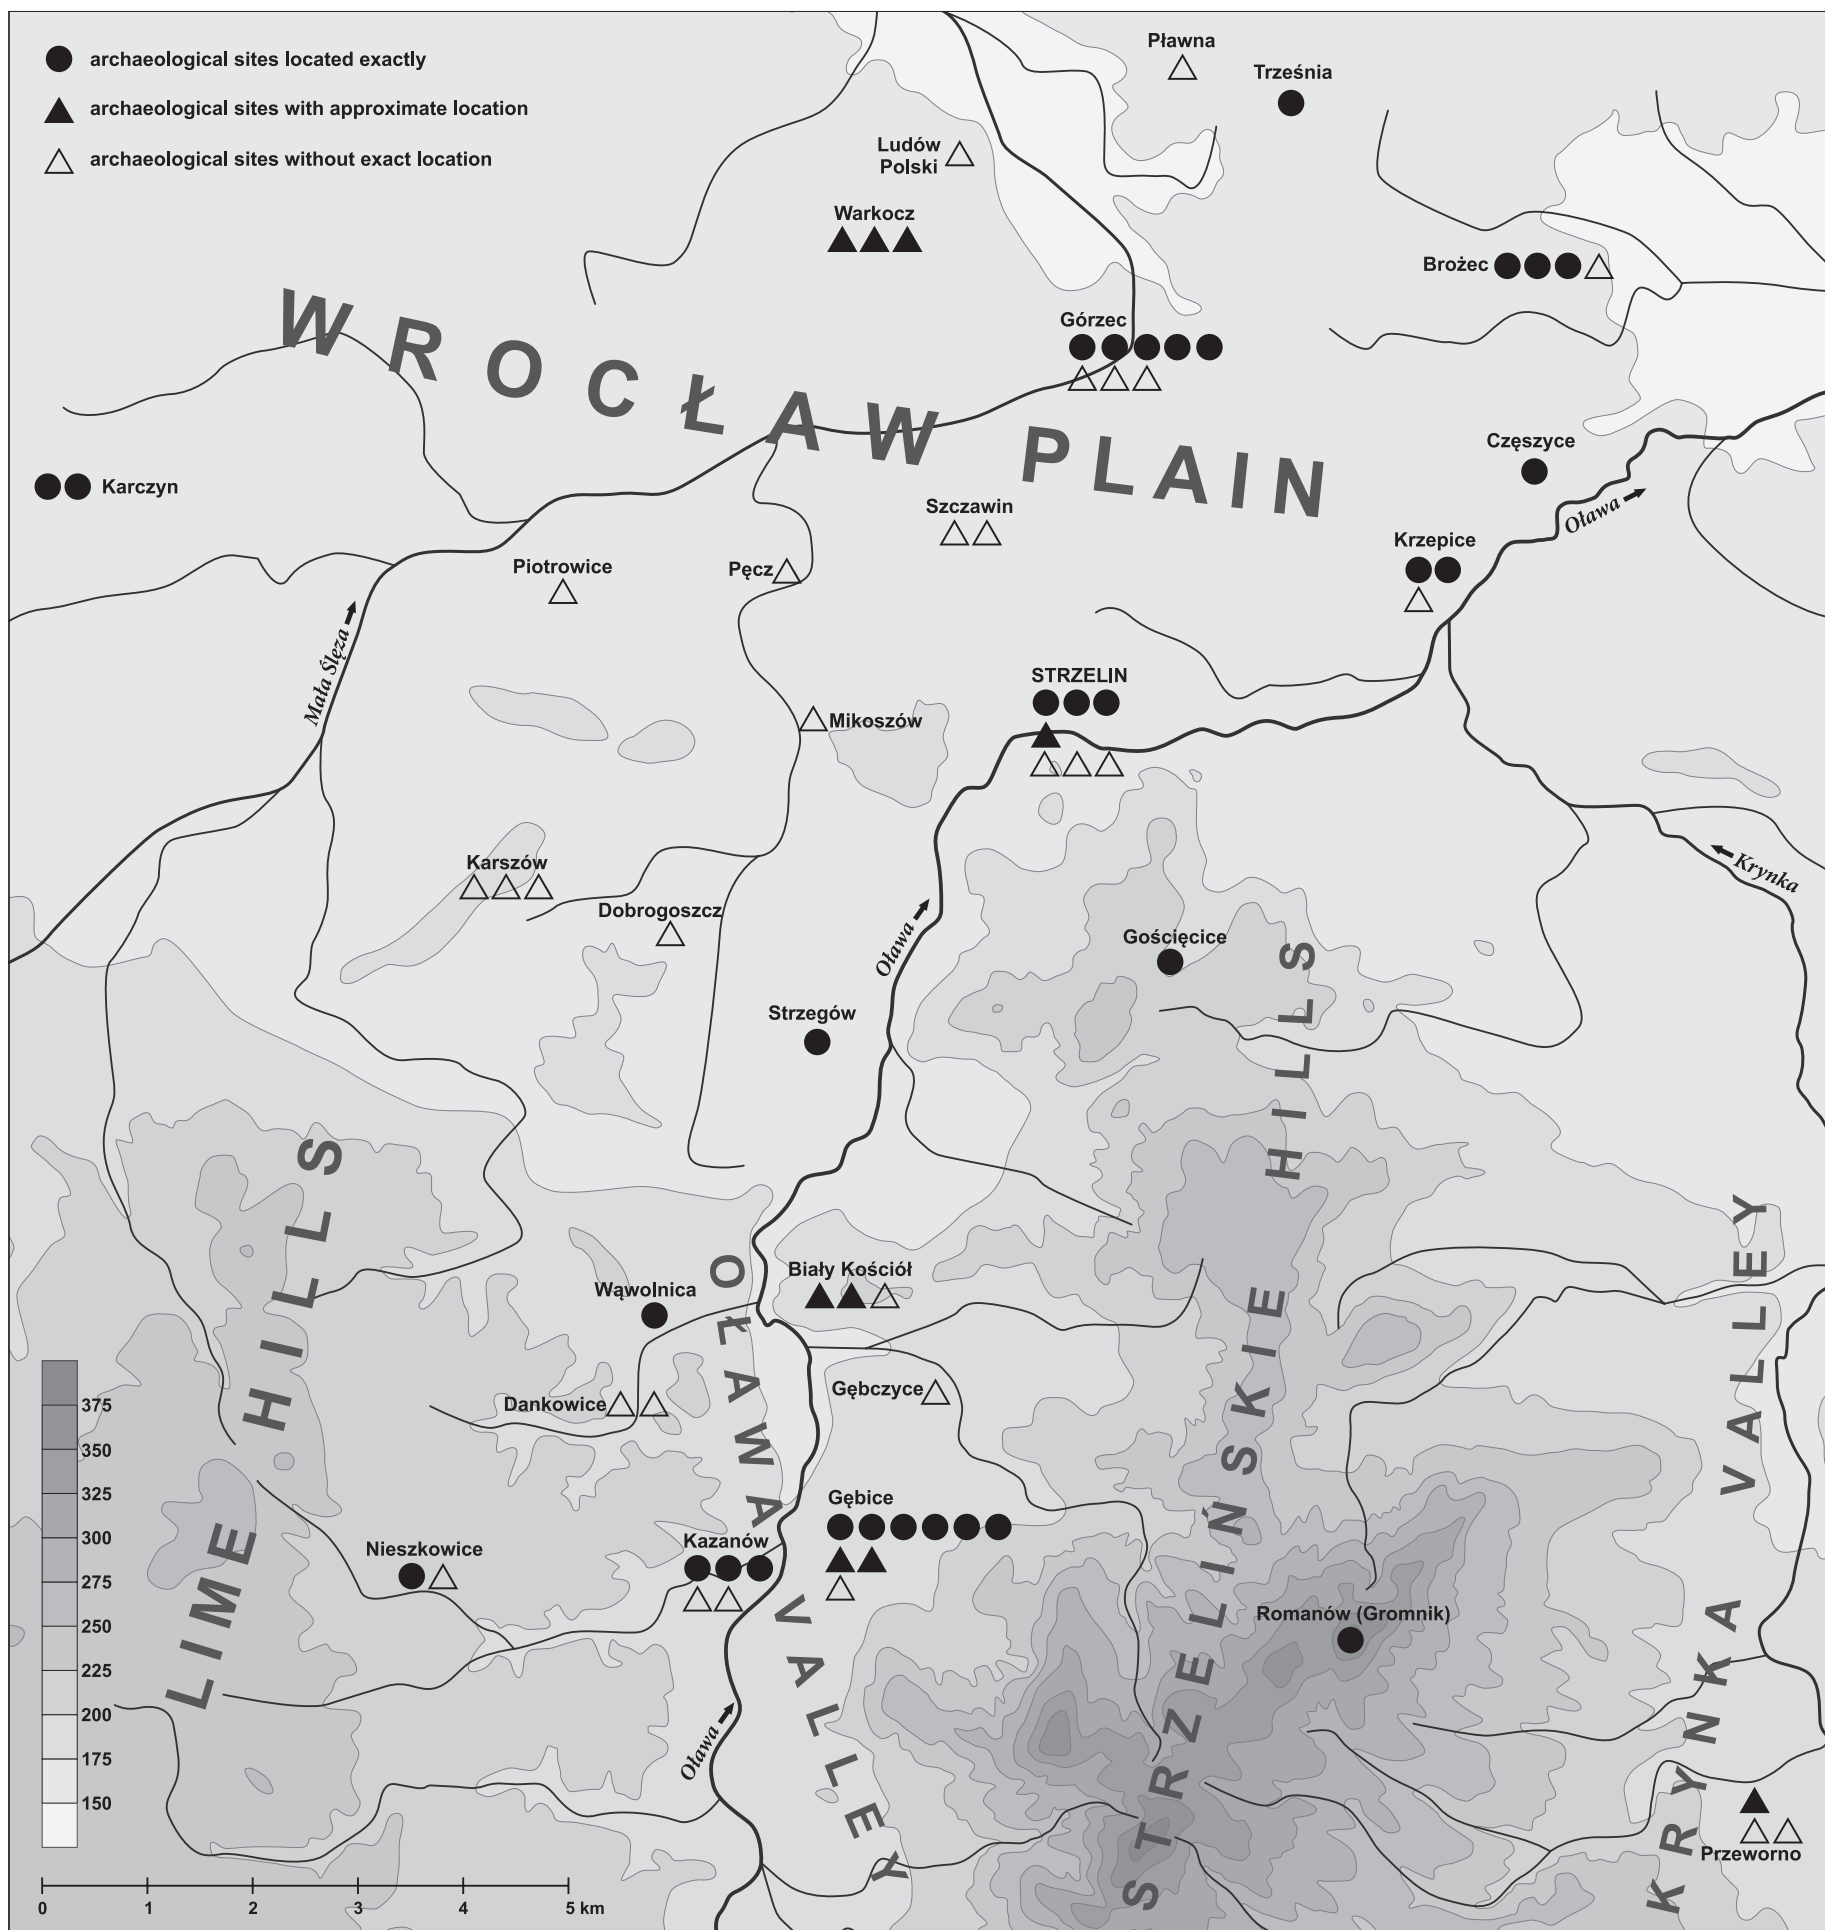 archaeological sites located exactly
archaeological sites with approximate location
archaeological sites without exact location
Pławna
Trześnia
Ludów
Polski
Warkocz
Brożec
Górzec
WROCŁAW PLAIN
Karczyn
Częszyce
Szczawin
Oława
Krzepice
Piotrowice
Pęcz
Mała Ślęza
STRZELIN
Mikoszów
Karszów
Krynka
Dobrogoszcz
Gościęcice
Oława
Strzegów
Biały Kościół
Wąwolnica
Gębczyce
Dankowice
LIME HILLS
OŁAWA VALLEY
STRZELIŃSKIE HILLS
KRYNKA VALLEY
Gębice
Kazanów
Nieszkowice
Romanów (Gromnik)
Oława
Przeworno
375
350
325
300
275
250
225
200
175
150
0 1 2 3 4 5 km